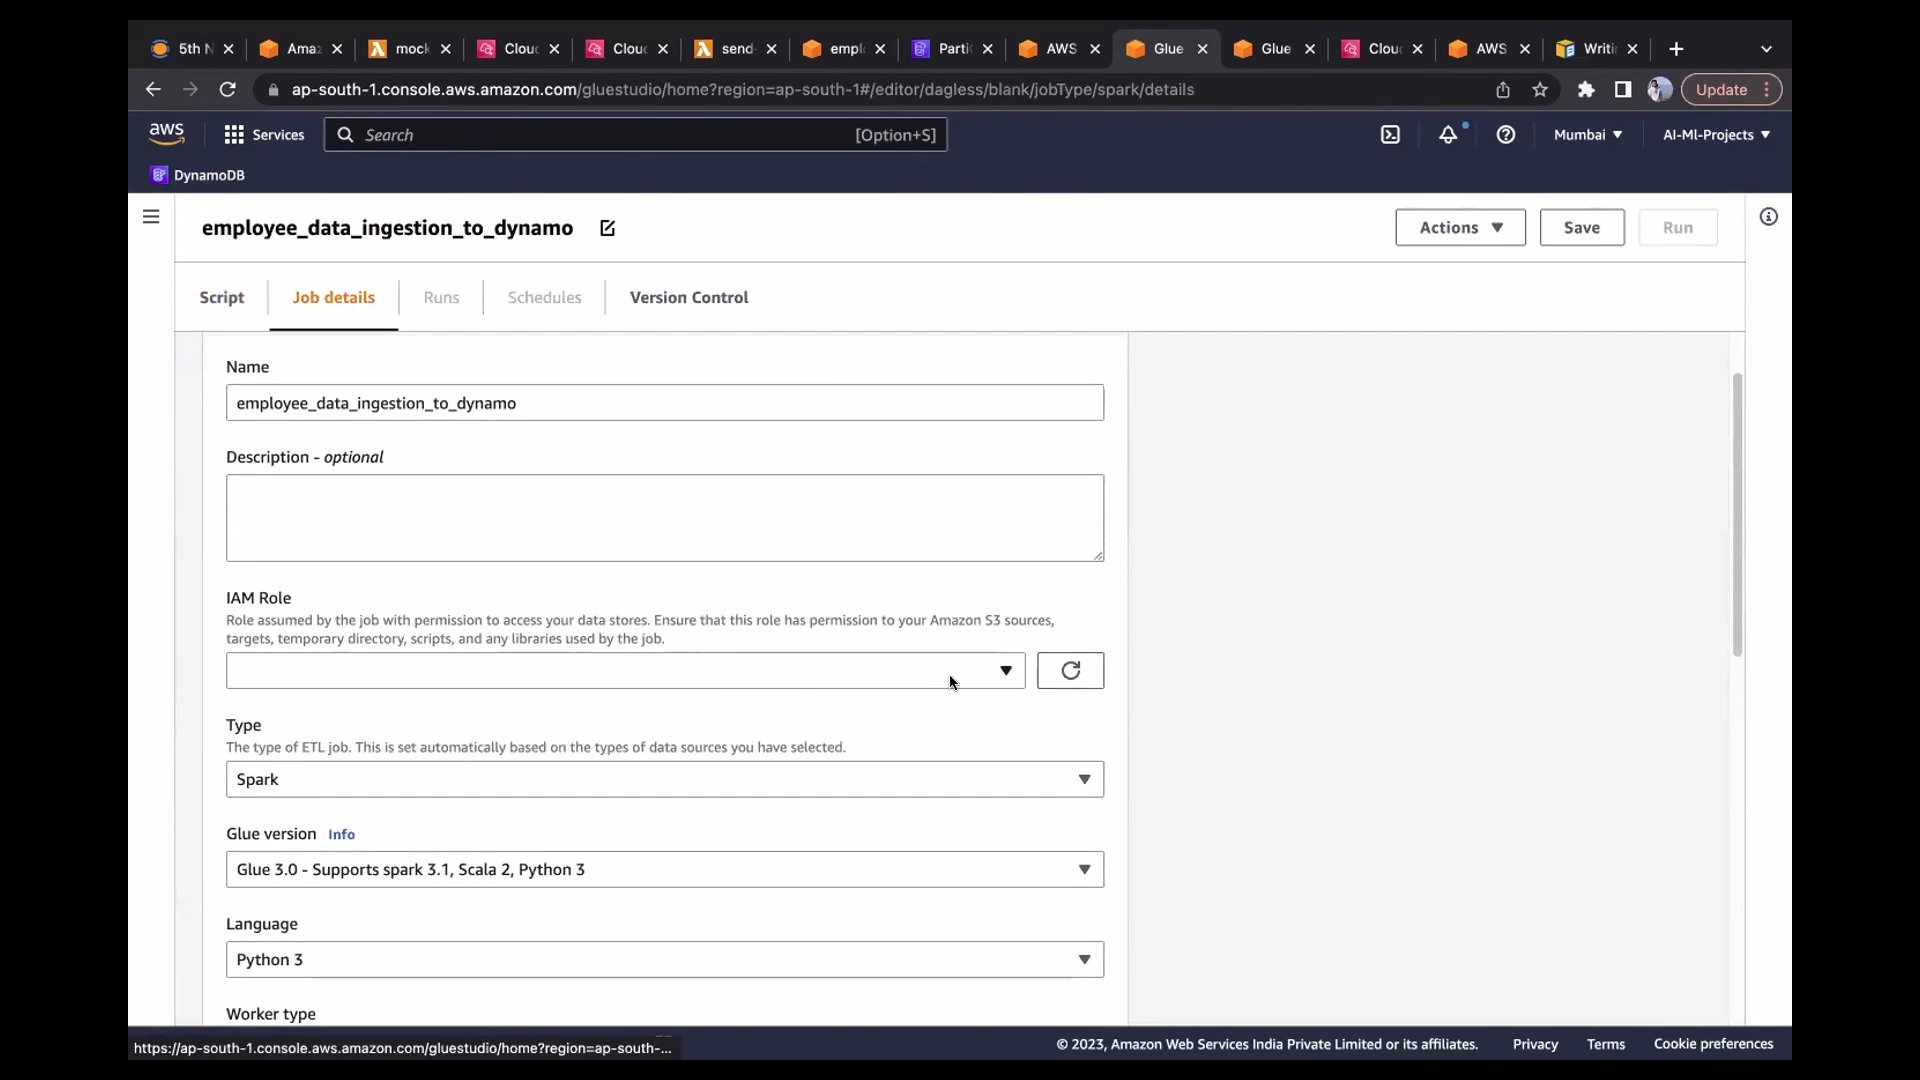 5th N
Ama
mock
Clou
Clou
send-
empl
Parti
AWS
Glue
Glue
Clou
AWS
Writi
ap-south-1.console.aws.amazon.com/gluestudio/home?region=ap-south-1#/editor/dagless/blank/jobType/spark/details
Update
aws
Services
Search
[Option+S]
Mumbai
AI-Ml-Projects
DynamoDB
employee_data_ingestion_to_dynamo
Actions
Save
Run
Script
Job details
Runs
Schedules
Version Control
Name
employee_data_ingestion_to_dynamo
Description - optional
IAM Role
Role assumed by the job with permission to access your data stores. Ensure that this role has permission to your Amazon S3 sources,
targets, temporary directory, scripts, and any libraries used by the job.
Type
The type of ETL job. This is set automatically based on the types of data sources you have selected.
Spark
Glue version Info
Glue 3.0 - Supports spark 3.1, Scala 2, Python 3
Language
Python 3
Worker type
https://ap-south-1.console.aws.amazon.com/gluestudio/home?region=ap-south-...
© 2023, Amazon Web Services India Private Limited or its affiliates.
Privacy
Terms
Cookie preferences